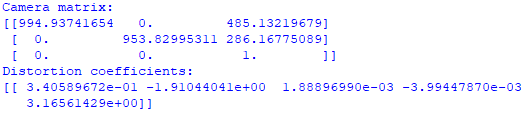 Camera matrix:
[[994.93741654   0.         485.13219679]
 [  0.         953.82995311 286.16775089]
 [  0.           0.           1.        ]]
Distortion coefficients:
[[ 3.40589672e-01 -1.91044041e+00  1.88896990e-03 -3.99447870e-03
   3.16561429e+00]]